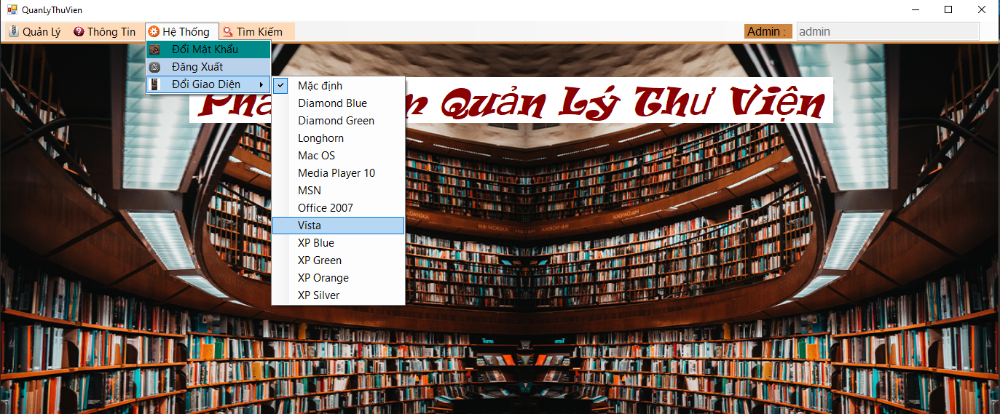 QuanLyThuVien
Quản Lý Thông Tin Hệ Thống Tìm Kiếm Admin : admin
Đổi Mật Khẩu
Đăng Xuất
Đổi Giao Diện
Mặc định
Diamond Blue
Diamond Green
Longhorn
Mac OS
Media Player 10
MSN
Office 2007
Vista
XP Blue
XP Green
XP Orange
XP Silver
Quản Lý Thư Viện